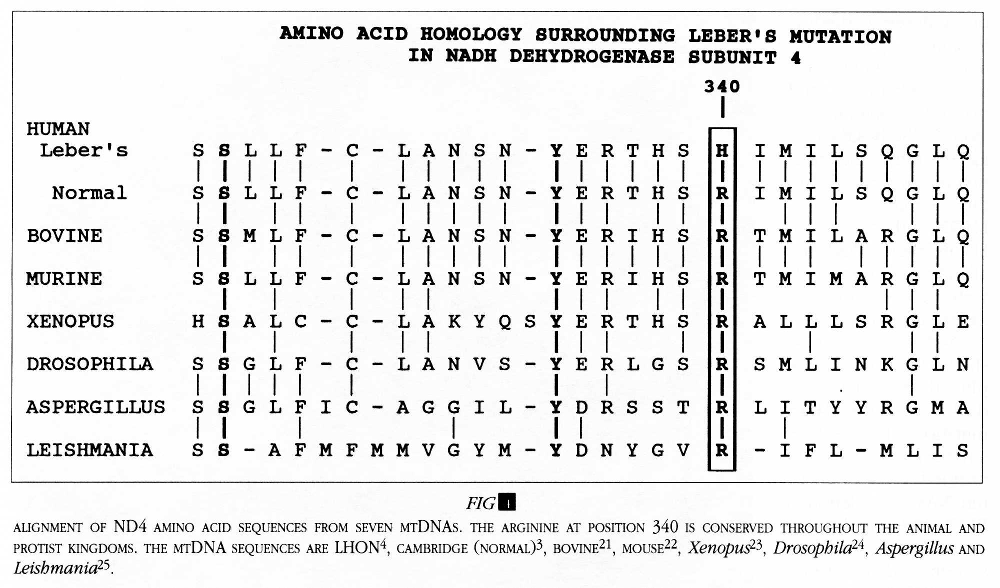 AMINO ACID HOMOLOGY SURROUNDING LEBER'S MUTATION
IN NADH DEHYDROGENASE SUBUNIT 4
340
HUMAN
Leber's S S L L F - C - L A N S N - Y E R T H S H I M I L S Q G L Q
Normal S S L L F - C - L A N S N - Y E R T H S R I M I L S Q G L Q
BOVINE S S M L F - C - L A N S N - Y E R I H S R T M I L A R G L Q
MURINE S S L L F - C - L A N S N - Y E R I H S R T M I M A R G L Q
XENOPUS H S A L C - C - L A K Y Q S Y E R T H S R A L L L S R G L E
DROSOPHILA S S G L F - C - L A N V S - Y E R L G S R S M L I N K G L N
ASPERGILLUS S S G L F I C - A G G I L - Y D R S S T R L I T Y Y R G M A
LEISHMANIA S S - A F M F M M V G Y M - Y D N Y G V R - I F L - M L I S
FIG 1
ALIGNMENT OF ND4 AMINO ACID SEQUENCES FROM SEVEN MTDNAS. THE ARGININE AT POSITION 340 IS CONSERVED THROUGHOUT THE ANIMAL AND
PROTIST KINGDOMS. THE MTDNA SEQUENCES ARE LHON4, CAMBRIDGE (NORMAL)3, BOVINE21, MOUSE22, Xenopus23, Drosophila24, Aspergillus AND
Leishmania25.